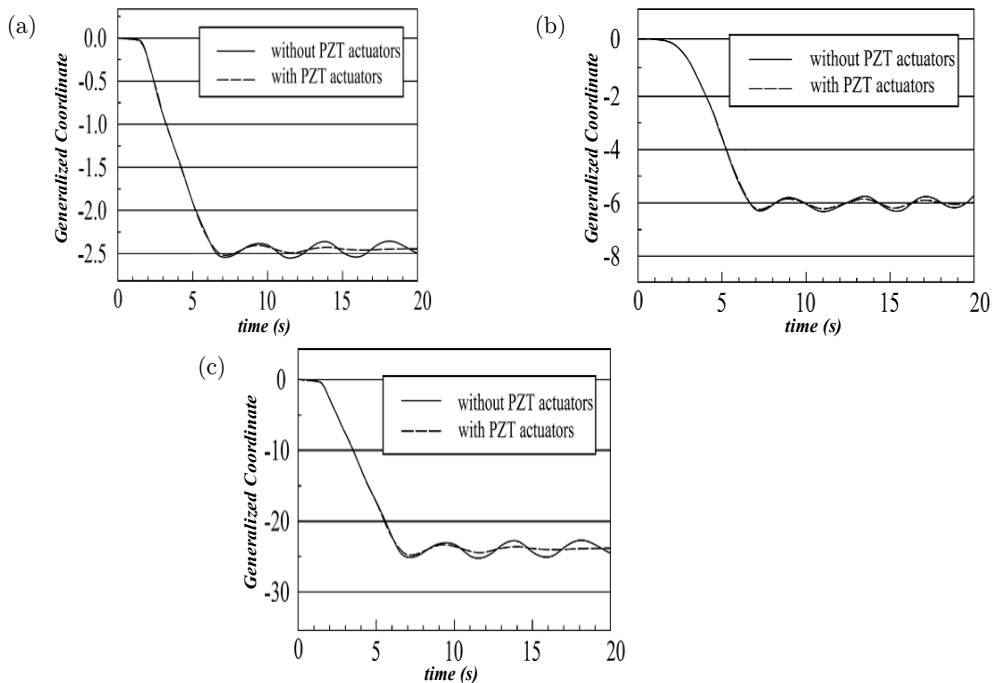 (a)
0.0
-0.5
-1.0
-1.5
-2.0
-2.5
Generalized Coordinate
without PZT actuators
with PZT actuators
0 5 10 15 20
time (s)
(b)
0
-2
-4
-6
-8
Generalized Coordinate
without PZT actuators
with PZT actuators
0 5 10 15 20
time (s)
(c)
0
-10
-20
-30
Generalized Coordinate
without PZT actuators
with PZT actuators
0 5 10 15 20
time (s)